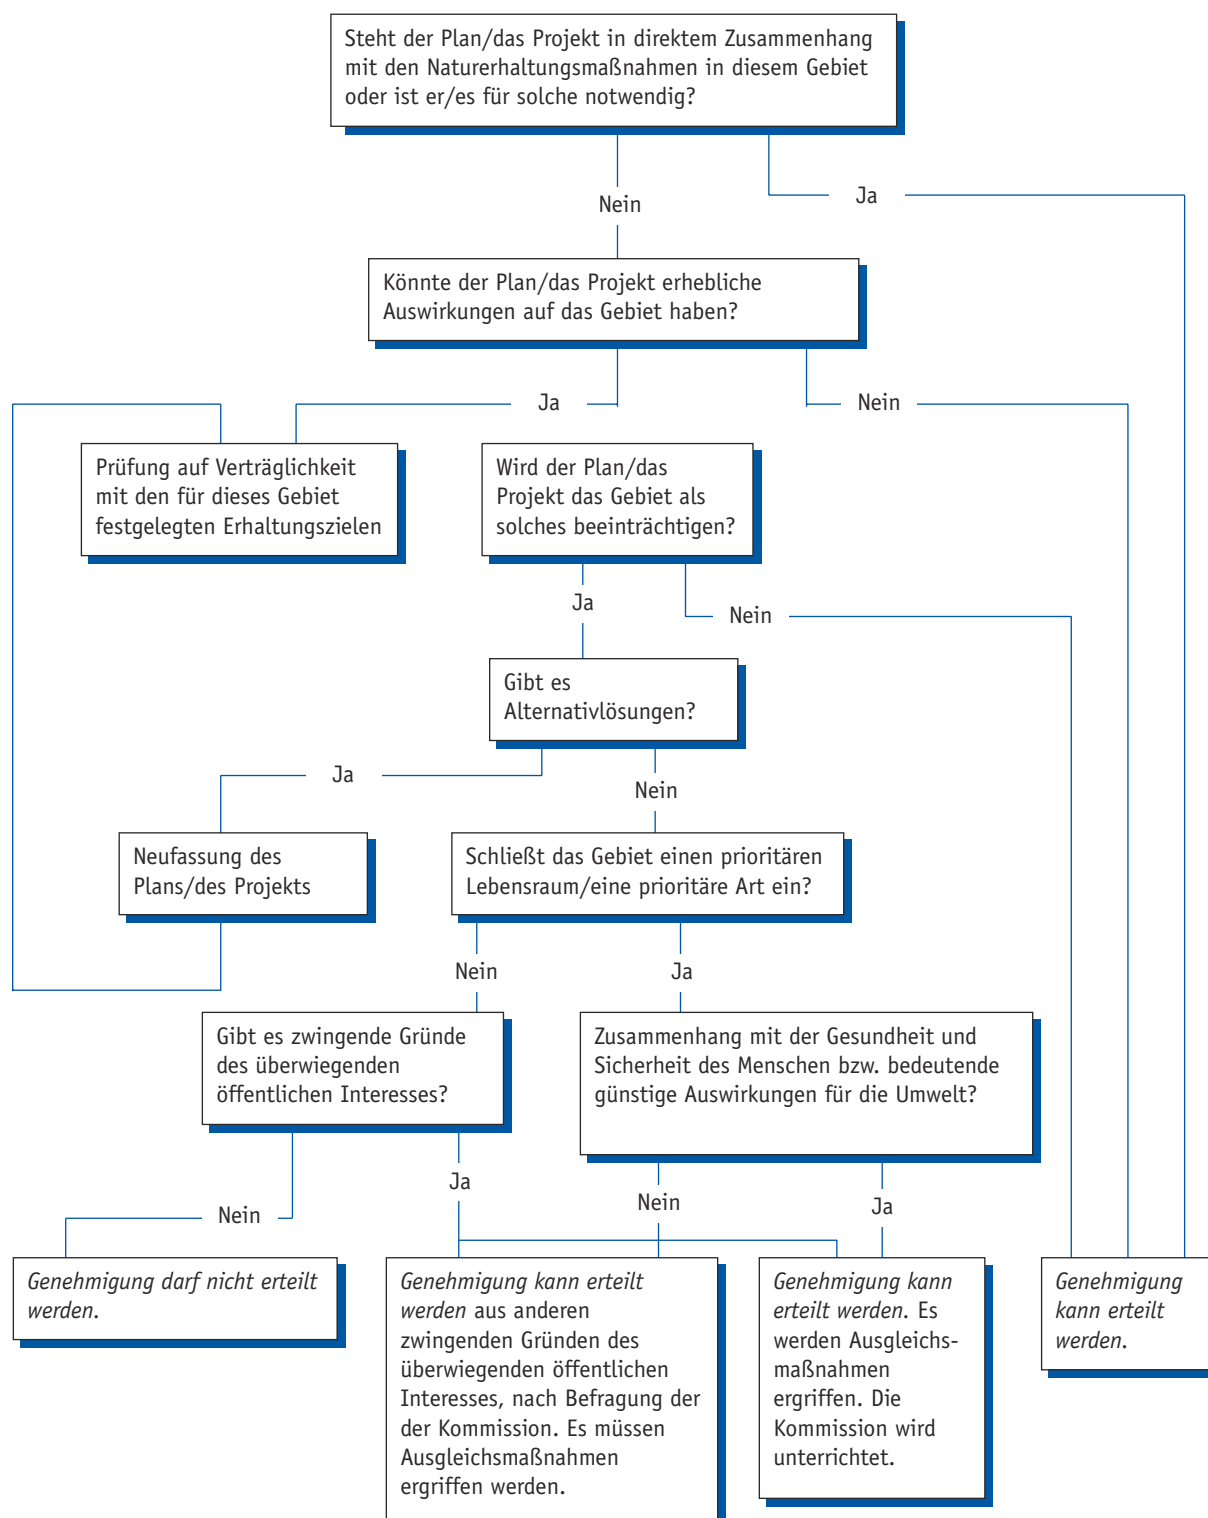 Steht der Plan/das Projekt in direktem Zusammenhang
mit den Naturerhaltungsmaßnahmen in diesem Gebiet
oder ist er/es für solche notwendig?
Nein
Ja
Könnte der Plan/das Projekt erhebliche
Auswirkungen auf das Gebiet haben?
Ja
Nein
Prüfung auf Verträglichkeit
mit den für dieses Gebiet
festgelegten Erhaltungszielen
Wird der Plan/das
Projekt das Gebiet als
solches beeinträchtigen?
Ja
Nein
Gibt es
Alternativlösungen?
Ja
Nein
Neufassung des
Plans/des Projekts
Schließt das Gebiet einen prioritären
Lebensraum/eine prioritäre Art ein?
Nein
Ja
Gibt es zwingende Gründe
des überwiegenden
öffentlichen Interesses?
Zusammenhang mit der Gesundheit und
Sicherheit des Menschen bzw. bedeutende
günstige Auswirkungen für die Umwelt?
Nein
Ja
Nein
Ja
Genehmigung darf nicht erteilt
werden.
Genehmigung kann erteilt
werden aus anderen
zwingenden Gründen des
überwiegenden öffentlichen
Interesses, nach Befragung der
der Kommission. Es müssen
Ausgleichsmaßnahmen
ergriffen werden.
Genehmigung kann
erteilt werden. Es
werden Ausgleichs-
maßnahmen
ergriffen. Die
Kommission wird
unterrichtet.
Genehmigung
kann erteilt
werden.